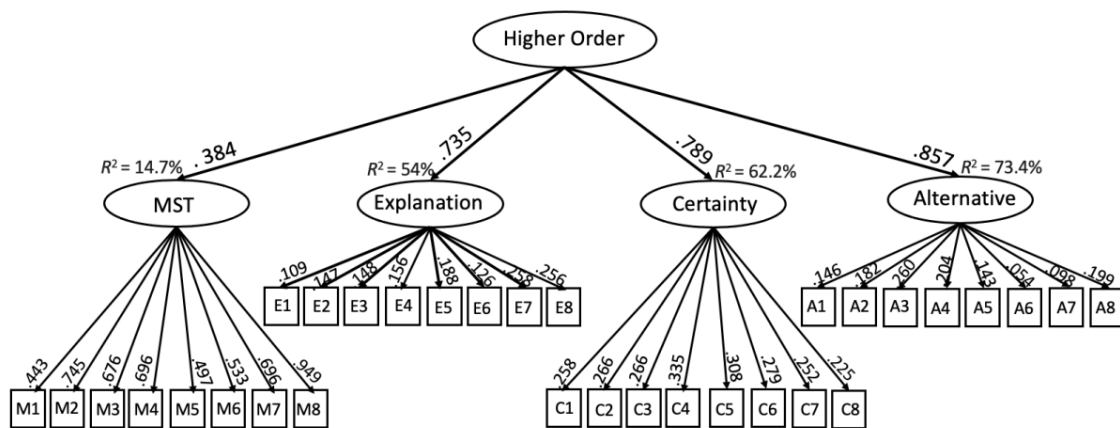 Higher Order
.384
.735
.789
.857
R² = 14.7%
R² = 54%
R² = 62.2%
R² = 73.4%
MST
Explanation
Certainty
Alternative
.109 .147 .148 .156 .188 .126 .258 .256
.146 .182 .260 .204 .143 .054 .098 .199
E1 E2 E3 E4 E5 E6 E7 E8
A1 A2 A3 A4 A5 A6 A7 A8
.443 .745 .676 .696 .497 .533 .696 .949
.258 .266 .266 .335 .308 .279 .252 .225
M1 M2 M3 M4 M5 M6 M7 M8
C1 C2 C3 C4 C5 C6 C7 C8